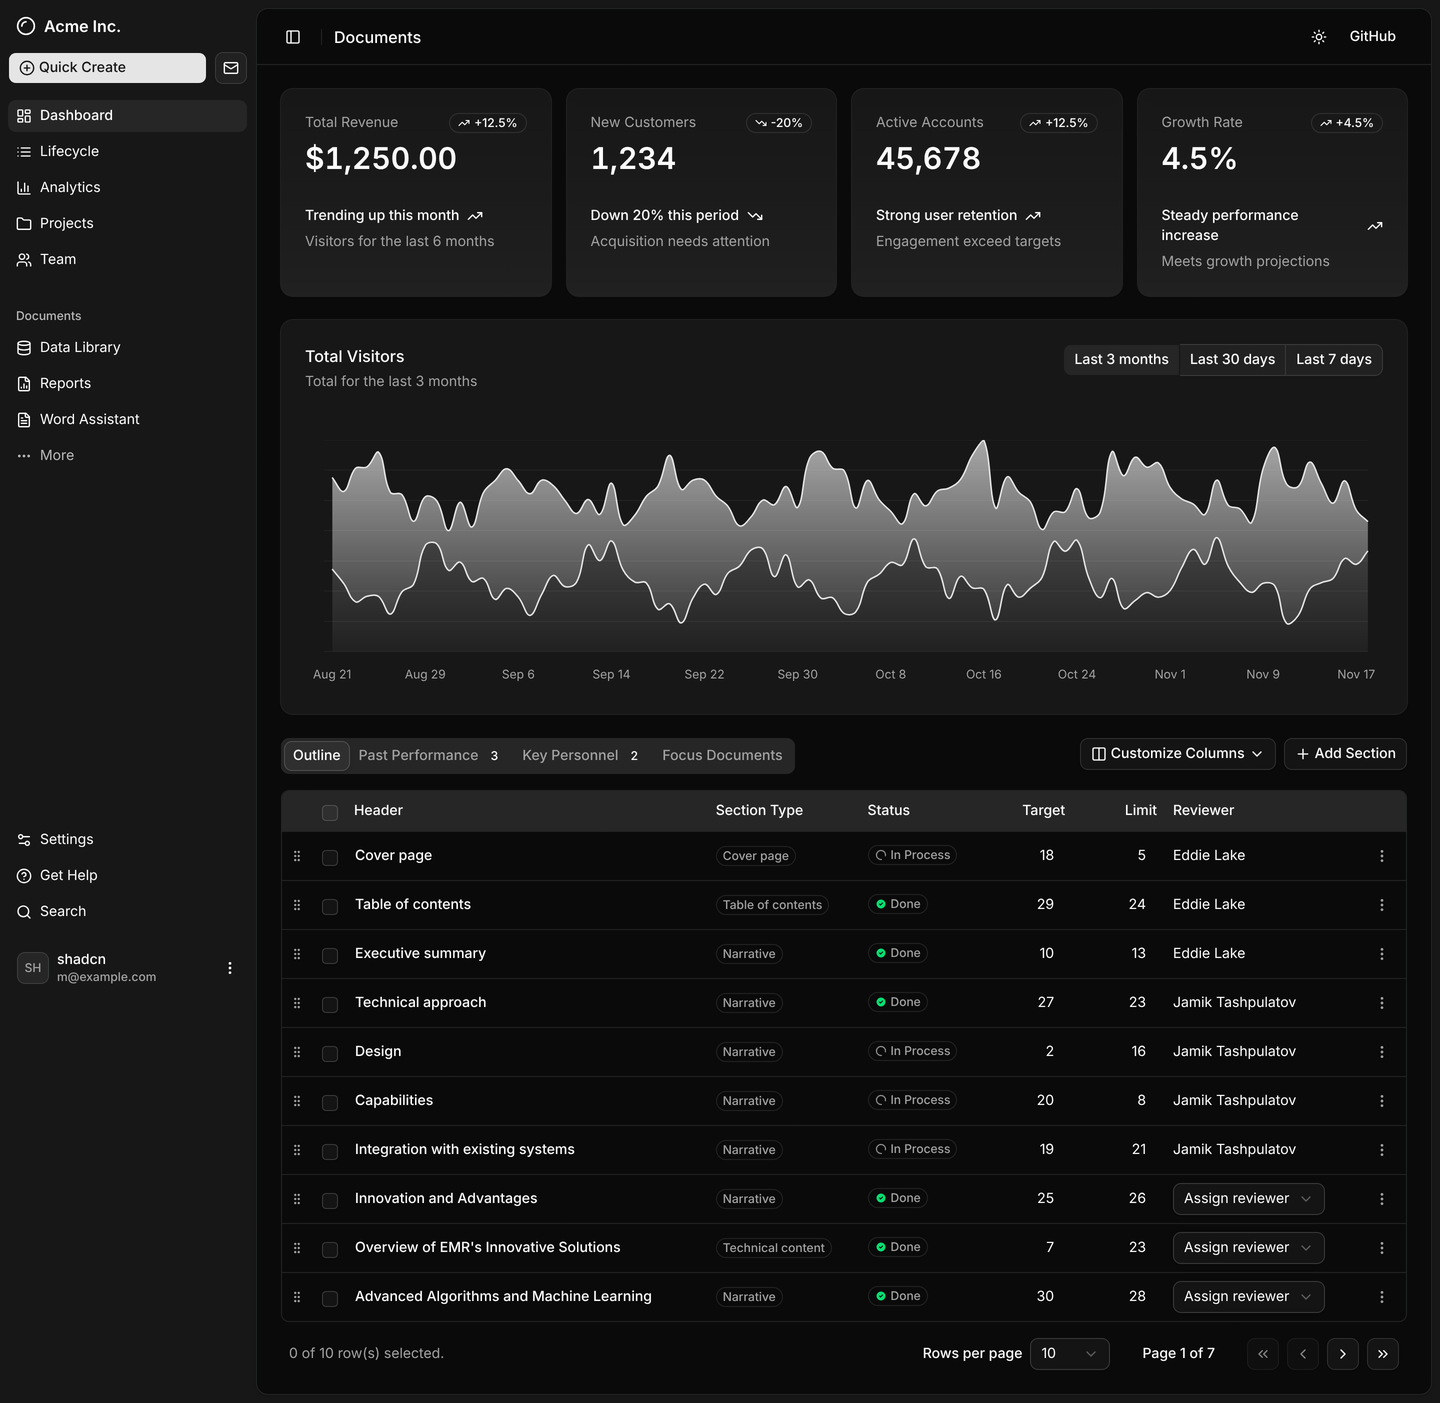 Acme Inc.
Quick Create
Dashboard
Lifecycle
Analytics
Projects
Team
Documents
Data Library
Reports
Word Assistant
More
Settings
Get Help
Search
SH
shadcn
m@example.com
Documents
GitHub
Total Revenue
+12.5%
$1,250.00
Trending up this month
Visitors for the last 6 months
New Customers
-20%
1,234
Down 20% this period
Acquisition needs attention
Active Accounts
+12.5%
45,678
Strong user retention
Engagement exceed targets
Growth Rate
+4.5%
4.5%
Steady performance
increase
Meets growth projections
Total Visitors
Total for the last 3 months
Last 3 months Last 30 days Last 7 days
Aug 21 Aug 29 Sep 6 Sep 14 Sep 22 Sep 30 Oct 8 Oct 16 Oct 24 Nov 1 Nov 9 Nov 17
Outline Past Performance 3 Key Personnel 2 Focus Documents
Customize Columns Add Section
Header Section Type Status Target Limit Reviewer
Cover page Cover page In Process 18 5 Eddie Lake
Table of contents Table of contents Done 29 24 Eddie Lake
Executive summary Narrative Done 10 13 Eddie Lake
Technical approach Narrative Done 27 23 Jamik Tashpulatov
Design Narrative In Process 2 16 Jamik Tashpulatov
Capabilities Narrative In Process 20 8 Jamik Tashpulatov
Integration with existing systems Narrative In Process 19 21 Jamik Tashpulatov
Innovation and Advantages Narrative Done 25 26 Assign reviewer
Overview of EMR's Innovative Solutions Technical content Done 7 23 Assign reviewer
Advanced Algorithms and Machine Learning Narrative Done 30 28 Assign reviewer
0 of 10 row(s) selected. Rows per page 10 Page 1 of 7